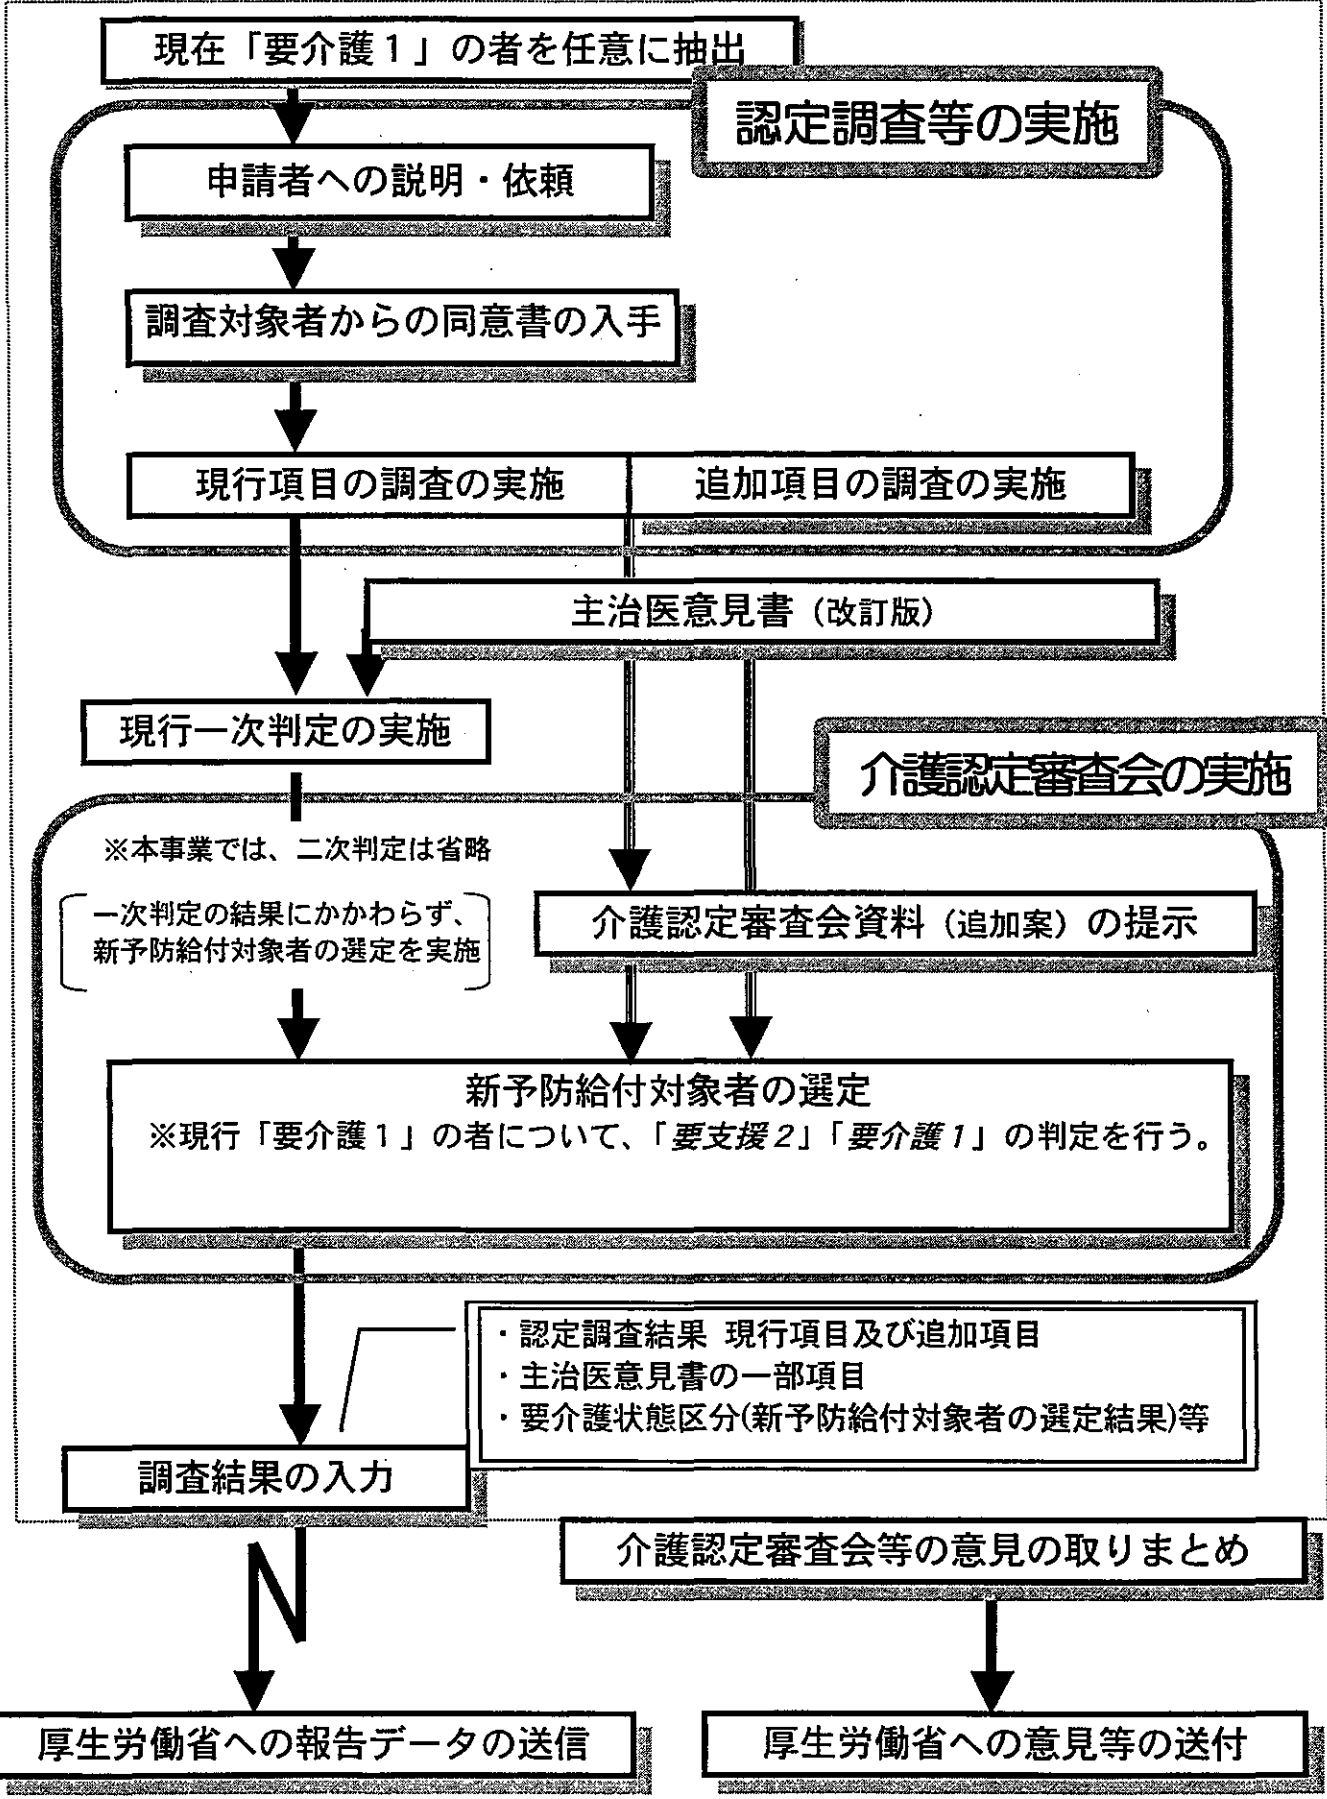 現在「要介護１」の者を任意に抽出
認定調査等の実施
申請者への説明・依頼
調査対象者からの同意書の入手
現行項目の調査の実施
追加項目の調査の実施
主治医意見書（改訂版）
現行一次判定の実施
介護認定審査会の実施
※本事業では、二次判定は省略
一次判定の結果にかかわらず、
新予防給付対象者の選定を実施
介護認定審査会資料（追加案）の提示
新予防給付対象者の選定
※現行「要介護１」の者について、「要支援２」「要介護１」の判定を行う。
・認定調査結果 現行項目及び追加項目
・主治医意見書の一部項目
・要介護状態区分(新予防給付対象者の選定結果)等
調査結果の入力
介護認定審査会等の意見の取りまとめ
厚生労働省への報告データの送信
厚生労働省への意見等の送付